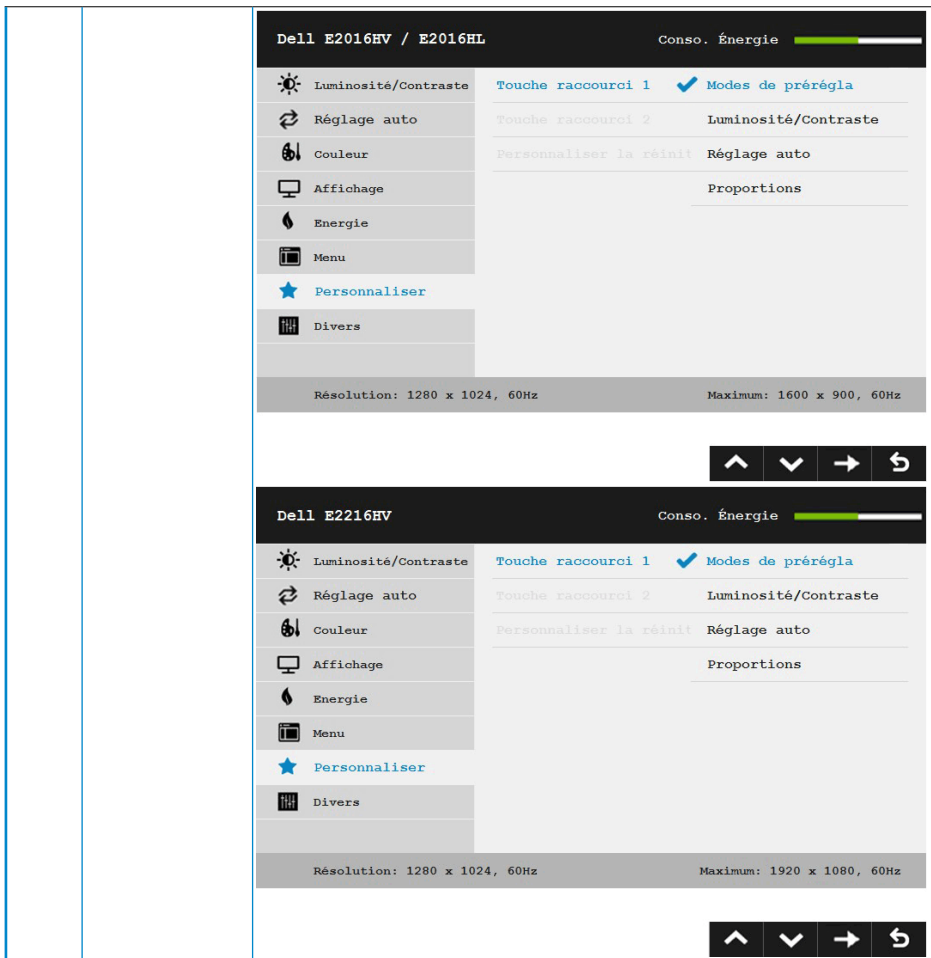 Dell E2016HV / E2016HL Conso. Énergie
Luminosité/Contraste Touche raccourci 1 Modes de prérégla
Réglage auto Touche raccourci 2 Luminosité/Contraste
Couleur Personnaliser la réinit Réglage auto
Affichage Proportions
Energie
Menu
Personnaliser
Divers
Résolution: 1280 x 1024, 60Hz Maximum: 1600 x 900, 60Hz
Dell E2216HV Conso. Énergie
Luminosité/Contraste Touche raccourci 1 Modes de prérégla
Réglage auto Touche raccourci 2 Luminosité/Contraste
Couleur Personnaliser la réinit Réglage auto
Affichage Proportions
Energie
Menu
Personnaliser
Divers
Résolution: 1280 x 1024, 60Hz Maximum: 1920 x 1080, 60Hz